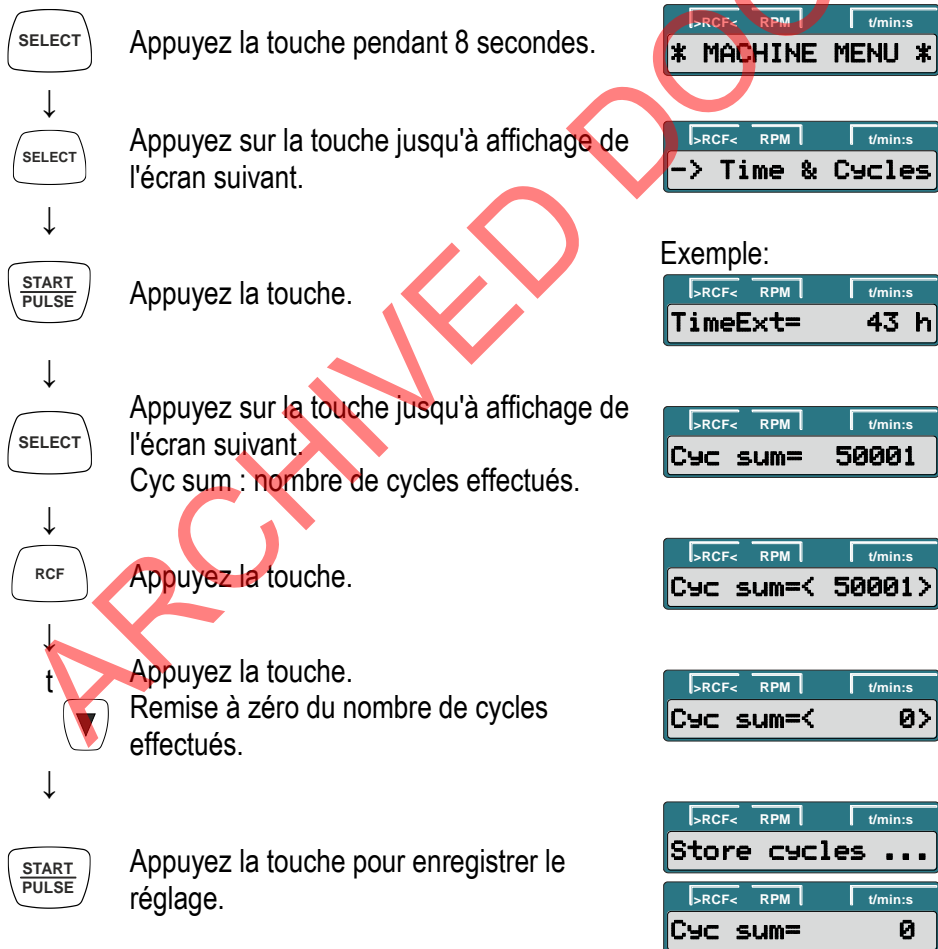 SELECT
Appuyez la touche pendant 8 secondes.
>RCF< RPM t/min:s
* MACHINE MENU *
↓
SELECT
Appuyez sur la touche jusqu'à affichage de
l'écran suivant.
>RCF< RPM t/min:s
-> Time & Cycles
↓
Exemple:
START
PULSE
Appuyez la touche.
>RCF< RPM t/min:s
TimeExt= 43 h
↓
SELECT
Appuyez sur la touche jusqu'à affichage de
l'écran suivant.
Cyc sum : nombre de cycles effectués.
>RCF< RPM t/min:s
Cyc sum= 50001
↓
RCF
Appuyez la touche.
>RCF< RPM t/min:s
Cyc sum=< 50001>
↓
t
▼
Appuyez la touche.
Remise à zéro du nombre de cycles
effectués.
>RCF< RPM t/min:s
Cyc sum=< 0>
↓
START
PULSE
Appuyez la touche pour enregistrer le
réglage.
>RCF< RPM t/min:s
Store cycles ...
>RCF< RPM t/min:s
Cyc sum= 0
ARCHIVED DO